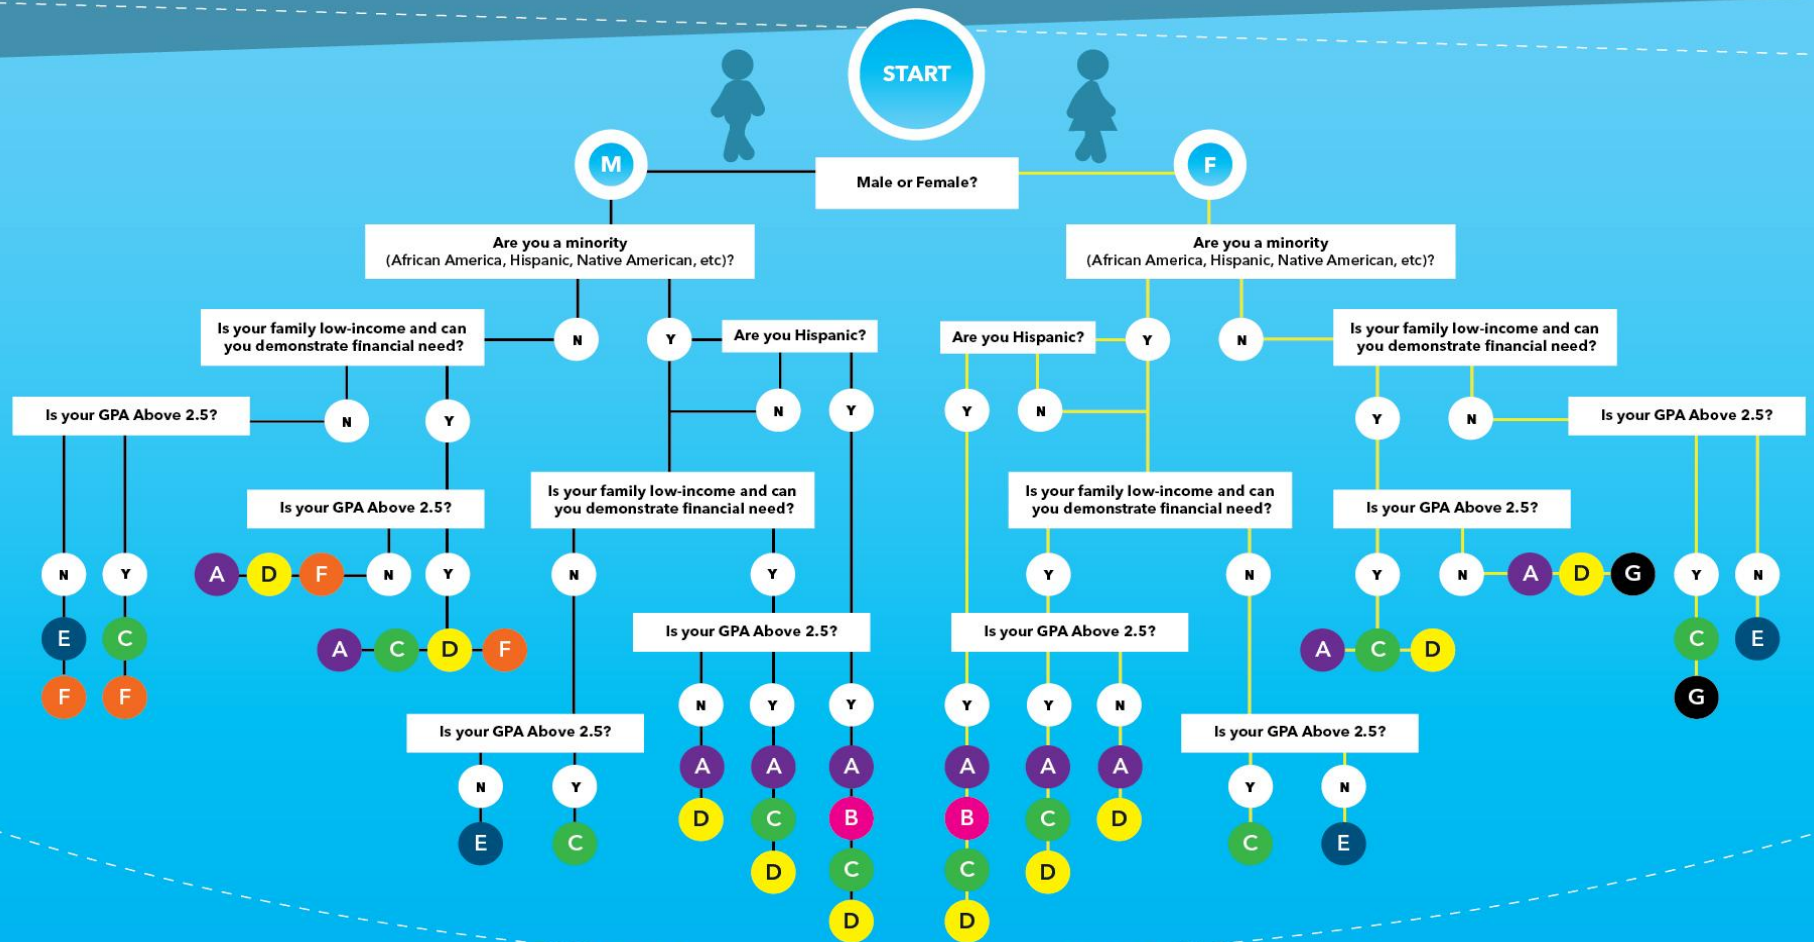 START
M
Male or Female?
F
Are you a minority
(African America, Hispanic, Native American, etc)?
Are you a minority
(African America, Hispanic, Native American, etc)?
Is your family low-income and can
you demonstrate financial need?
N
Y
Are you Hispanic?
Are you Hispanic?
Y
N
Is your family low-income and can
you demonstrate financial need?
Is your GPA Above 2.5?
N
Y
N
Y
Y
N
Y
N
Is your GPA Above 2.5?
Is your GPA Above 2.5?
Is your family low-income and can
you demonstrate financial need?
Is your family low-income and can
you demonstrate financial need?
Is your GPA Above 2.5?
N
Y
A
D
F
N
Y
N
Y
Y
N
Y
N
A
D
G
Y
N
E
C
A
C
D
F
Is your GPA Above 2.5?
Is your GPA Above 2.5?
A
C
D
C
E
F
F
N
Y
Y
Y
Y
N
G
Is your GPA Above 2.5?
Is your GPA Above 2.5?
N
Y
A
A
A
A
A
A
Y
N
E
C
D
C
B
B
C
D
C
E
D
C
C
D
D
D